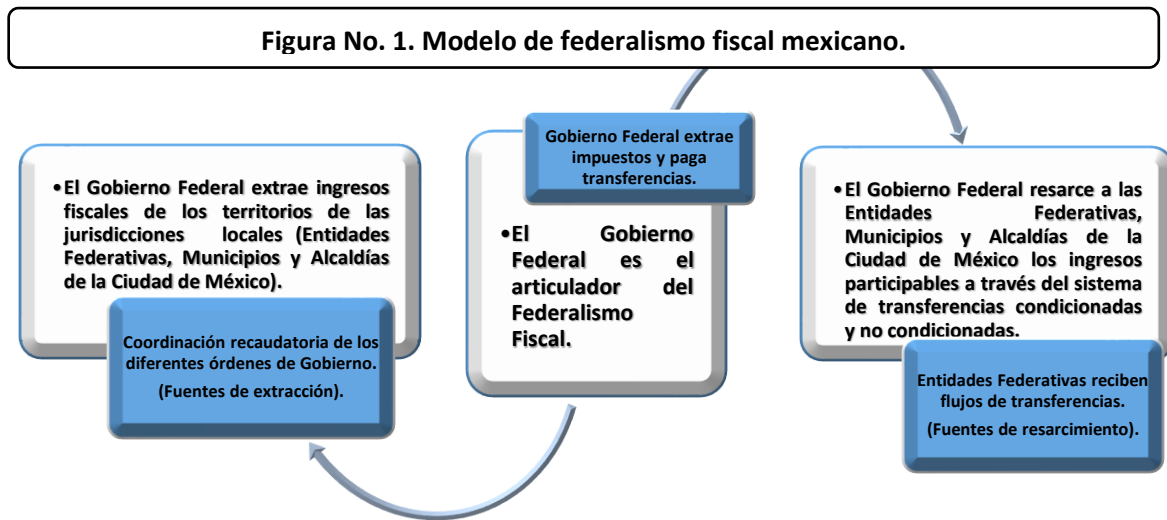 Figura No. 1. Modelo de federalismo fiscal mexicano.
•El Gobierno Federal extrae ingresos
fiscales de los territorios de las
jurisdicciones locales (Entidades
Federativas, Municipios y Alcaldías
de la Ciudad de México).
Coordinación recaudatoria de los
diferentes órdenes de Gobierno.
(Fuentes de extracción).
Gobierno Federal extrae
impuestos y paga
transferencias.
•El Gobierno
Federal es el
articulador del
Federalismo
Fiscal.
•El Gobierno Federal resarce a las
Entidades Federativas,
Municipios y Alcaldías de la
Ciudad de México los ingresos
participables a través del sistema
de transferencias condicionadas
y no condicionadas.
Entidades Federativas reciben
flujos de transferencias.
(Fuentes de resarcimiento).